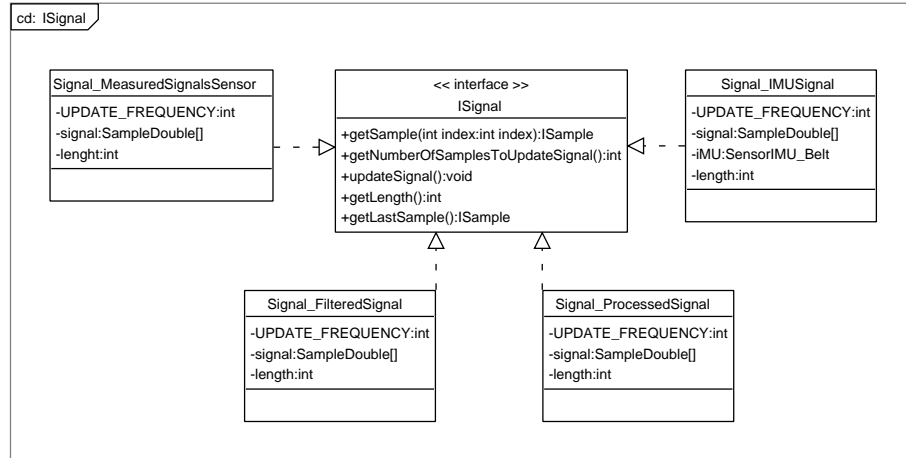 cd: ISignal
Signal_MeasuredSignalsSensor
-UPDATE_FREQUENCY:int
-signal:SampleDouble[]
-lenght:int
<< interface >>
ISignal
+getSample(int index:int index):ISample
+getNumberOfSamplesToUpdateSignal():int
+updateSignal():void
+getLength():int
+getLastSample():ISample
Signal_IMUSignal
-UPDATE_FREQUENCY:int
-signal:SampleDouble[]
-iMU:SensorIMU_Belt
-length:int
Signal_FilteredSignal
-UPDATE_FREQUENCY:int
-signal:SampleDouble[]
-length:int
Signal_ProcessedSignal
-UPDATE_FREQUENCY:int
-signal:SampleDouble[]
-length:int